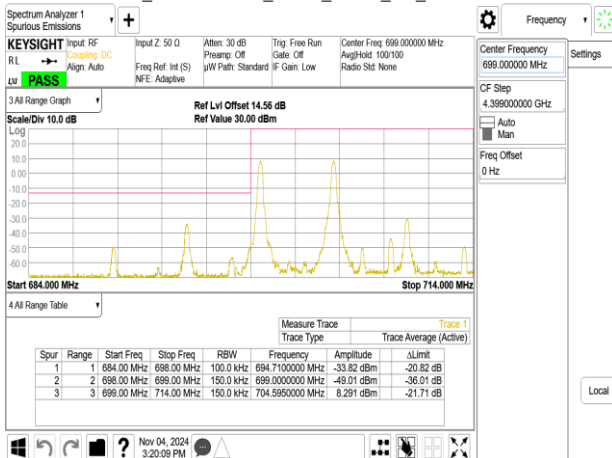 Spectrum Analyzer 1
Spurious Emissions
+
Frequency
Settings
KEYSIGHT
RL
LXI
PASS
Input: RF
Coupling: DC
Align: Auto
Input Z: 50 Ω
Freq Ref: Int (S)
NFE: Adaptive
Atten: 30 dB
Preamp: Off
µW Path: Standard
Trig: Free Run
Gate: Off
IF Gain: Low
Center Freq: 699.000000 MHz
Avg|Hold: 100/100
Radio Std: None
Center Frequency
699.000000 MHz
CF Step
4.399000000 GHz
Auto
Man
Freq Offset
0 Hz
3 All Range Graph
Scale/Div 10.0 dB
Ref Lvl Offset 14.56 dB
Ref Value 30.00 dBm
Log
20.0
10.0
0.00
-10.0
-20.0
-30.0
-40.0
-50.0
-60.0
Start 684.000 MHz
Stop 714.000 MHz
4 All Range Table
Measure Trace Trace 1
Trace Type Trace Average (Active)
Spur Range Start Freq Stop Freq RBW Frequency Amplitude ΔLimit
1 1 684.00 MHz 698.00 MHz 100.0 kHz 694.7100000 MHz -33.82 dBm -20.82 dB
2 2 698.00 MHz 699.00 MHz 150.0 kHz 699.0000000 MHz -49.01 dBm -36.01 dB
3 3 699.00 MHz 714.00 MHz 150.0 kHz 704.5950000 MHz 8.291 dBm -21.71 dB
Local
?
Nov 04, 2024
3:20:09 PM